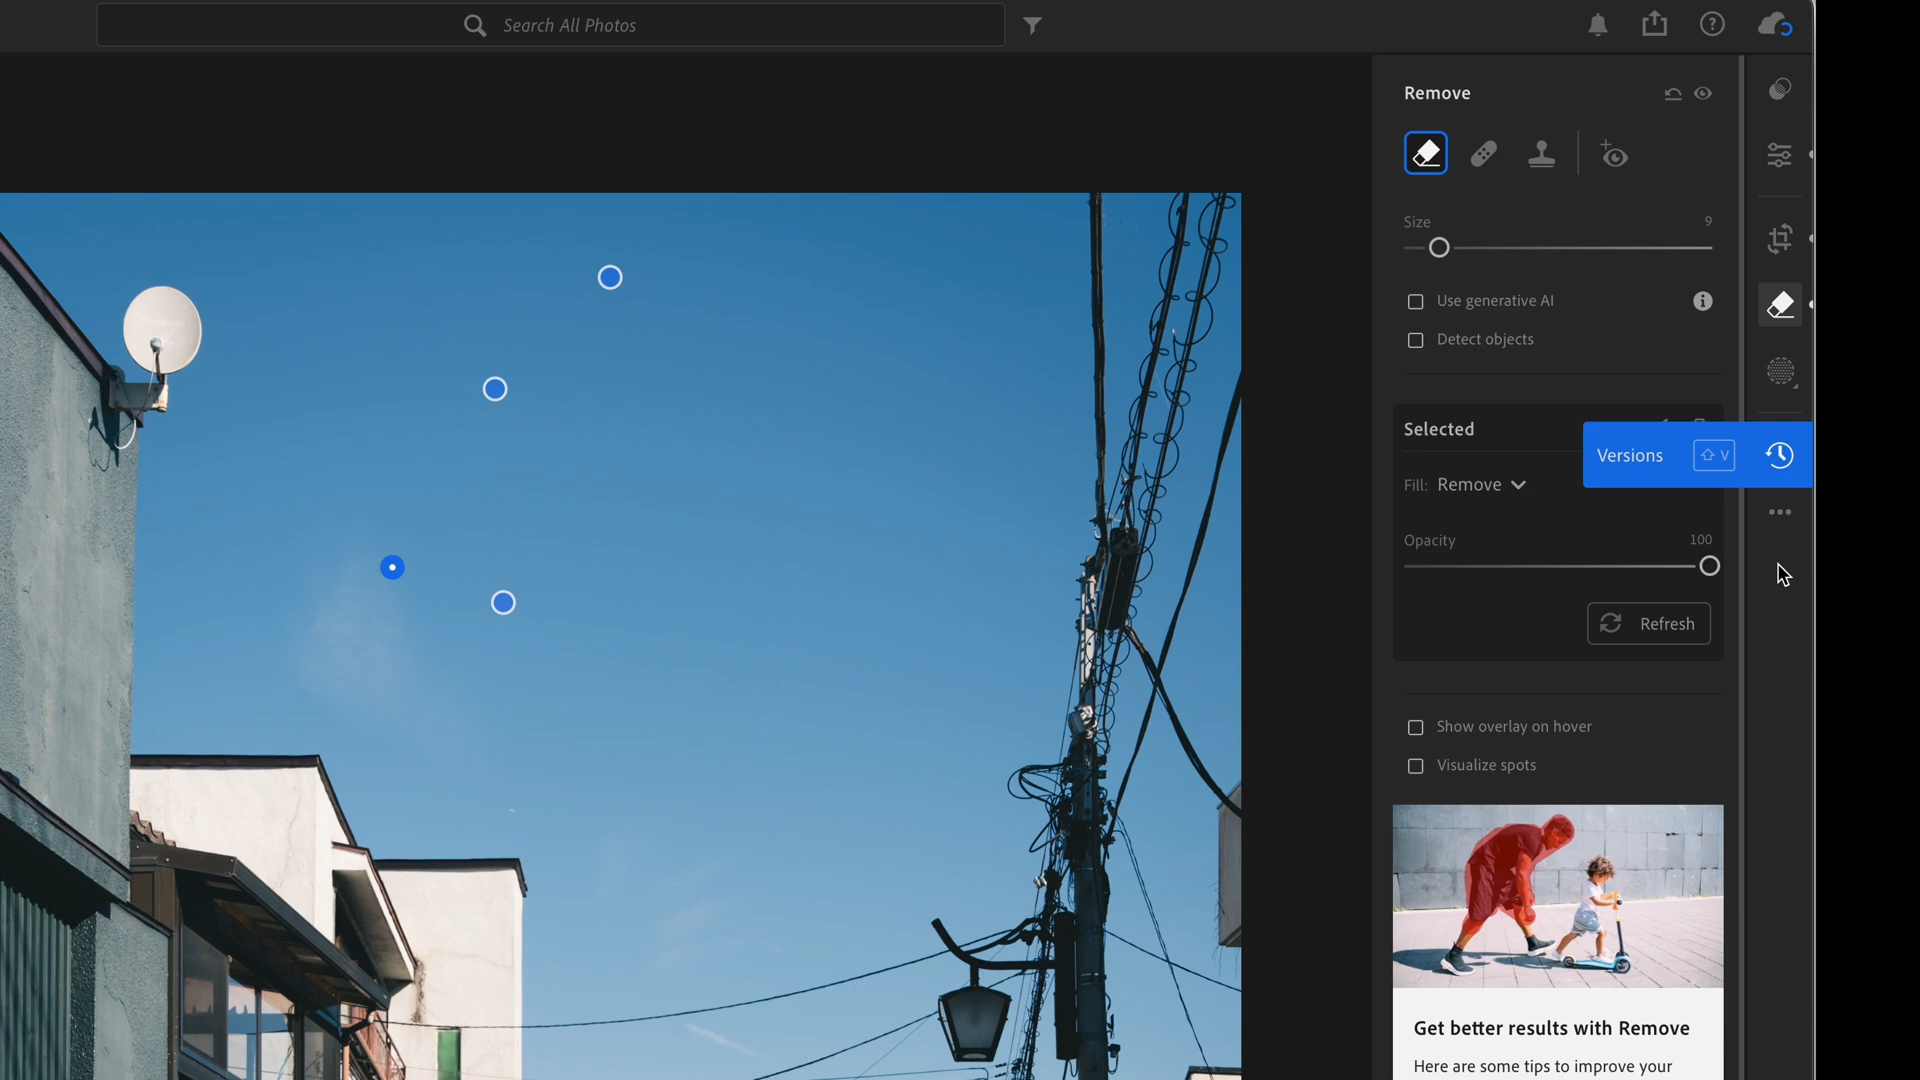 Search All Photos
Remove
Size 9
Use generative AI
Detect objects
Selected
Versions ⇧ V
Fill: Remove
Opacity 100
Refresh
Show overlay on hover
Visualize spots
Get better results with Remove
Here are some tips to improve your